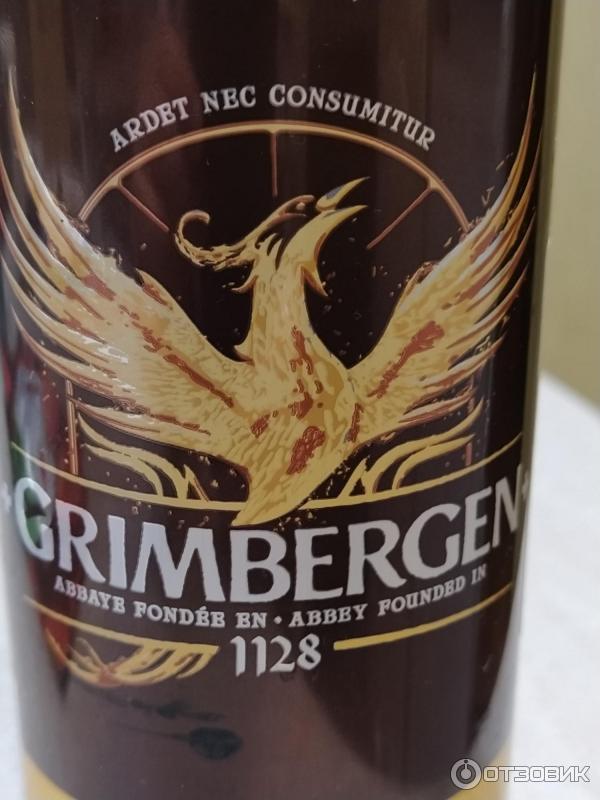 ARDET NEC CONSUMITUR
GRIMBERGEN
ABBAYE FONDÉE EN • ABBEY FOUNDED IN
1128
ОТЗОВИК